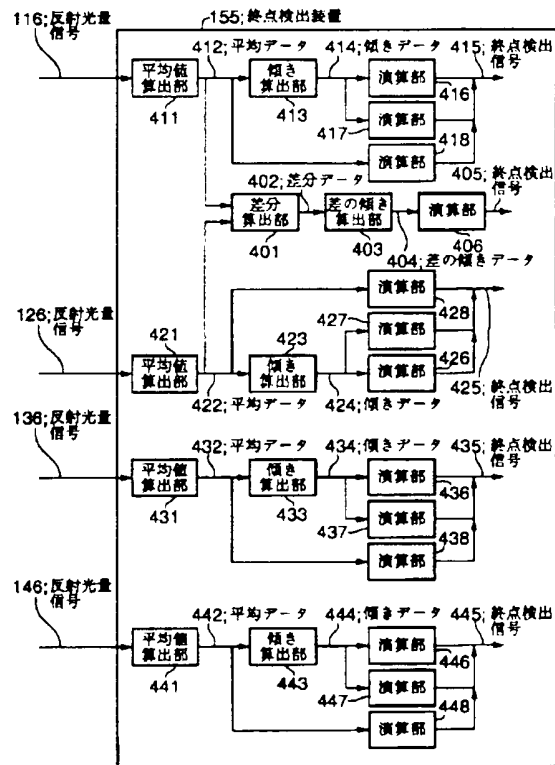 155;終点検出装置
116;反射光量
信号
412;平均データ
414;傾きデータ
415;終点検出
信号
平均値
算出部
411
傾き
算出部
413
演算部
416
演算部
417
演算部
418
402;差分データ
405;終点検出
信号
差分
算出部
401
差の傾き
算出部
403
演算部
406
404;差の傾きデータ
126;反射光量
信号
演算部
428
演算部
427
421
平均値
算出部
423
傾き
算出部
演算部
426
422;平均データ
424;傾きデータ
425;終点検出
信号
136;反射光量
信号
432;平均データ
434;傾きデータ
435;終点検出
信号
平均値
算出部
431
傾き
算出部
433
演算部
436
演算部
437
演算部
438
146;反射光量
信号
442;平均データ
444;傾きデータ
445;終点検出
信号
平均値
算出部
441
傾き
算出部
443
演算部
446
演算部
447
演算部
448